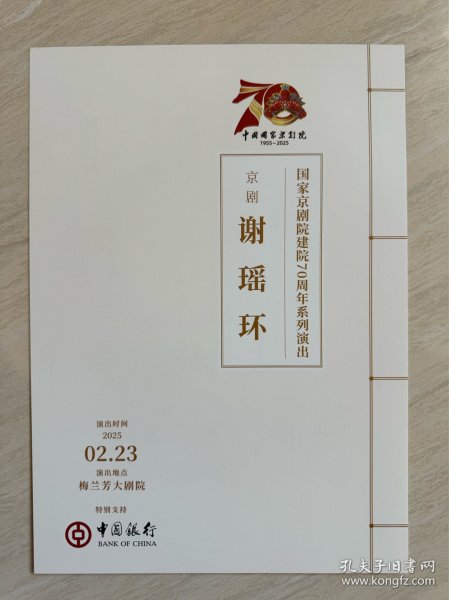 70
中国国家京剧院
1955-2025
国家京剧院建院70周年系列演出
京剧
谢瑶环
演出时间
2025
02.23
演出地点
梅兰芳大剧院
特别支持
中国银行
BANK OF CHINA
孔夫子旧书网
www.kongfz.com